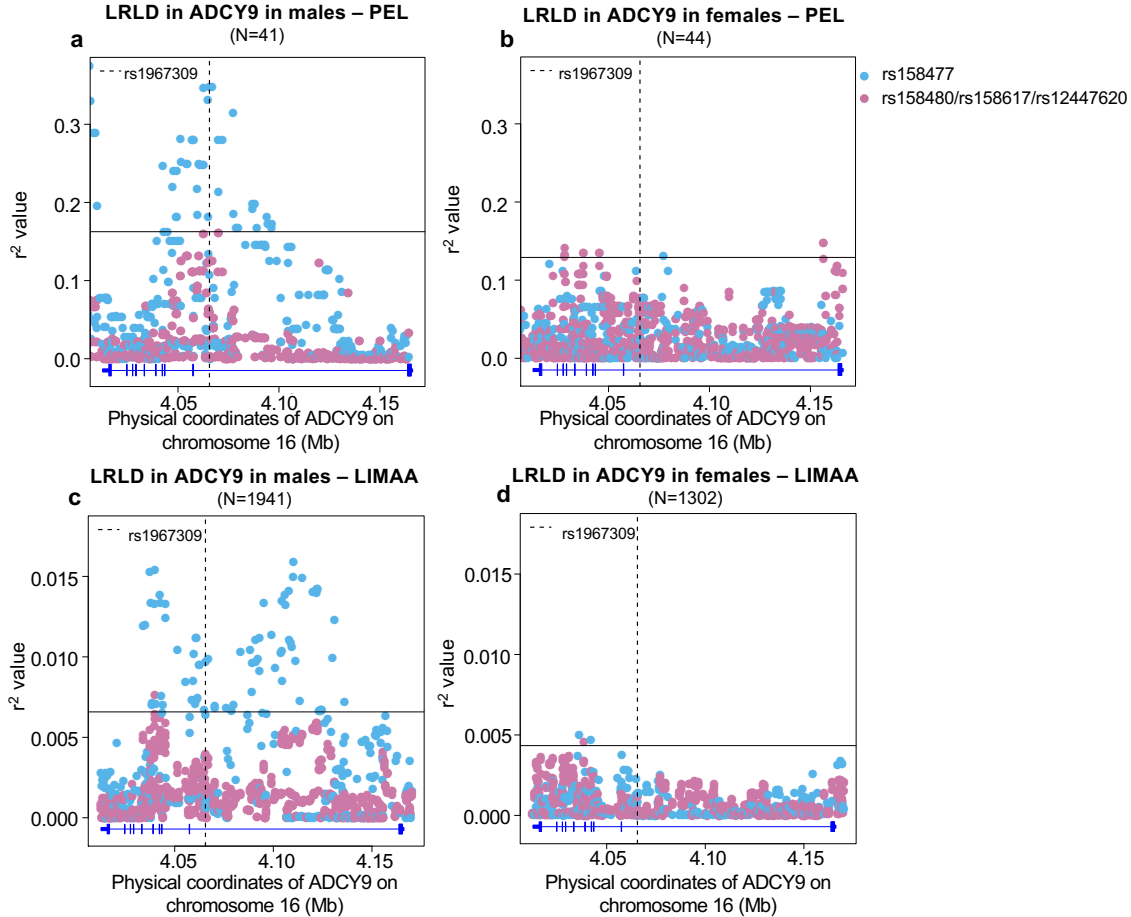 LRLD in ADCY9 in males – PEL
(N=41)
a
rs1967309
0.3
0.2
0.1
0.0
r² value
4.05 4.10 4.15
Physical coordinates of ADCY9 on
chromosome 16 (Mb)
LRLD in ADCY9 in females – PEL
(N=44)
b
rs1967309
0.3
0.2
0.1
0.0
r² value
4.05 4.10 4.15
Physical coordinates of ADCY9 on
chromosome 16 (Mb)
rs158477
rs158480/rs158617/rs12447620
LRLD in ADCY9 in males – LIMAA
(N=1941)
c
rs1967309
0.015
0.010
0.005
0.000
r² value
4.05 4.10 4.15
Physical coordinates of ADCY9 on
chromosome 16 (Mb)
LRLD in ADCY9 in females – LIMAA
(N=1302)
d
rs1967309
0.015
0.010
0.005
0.000
r² value
4.05 4.10 4.15
Physical coordinates of ADCY9 on
chromosome 16 (Mb)